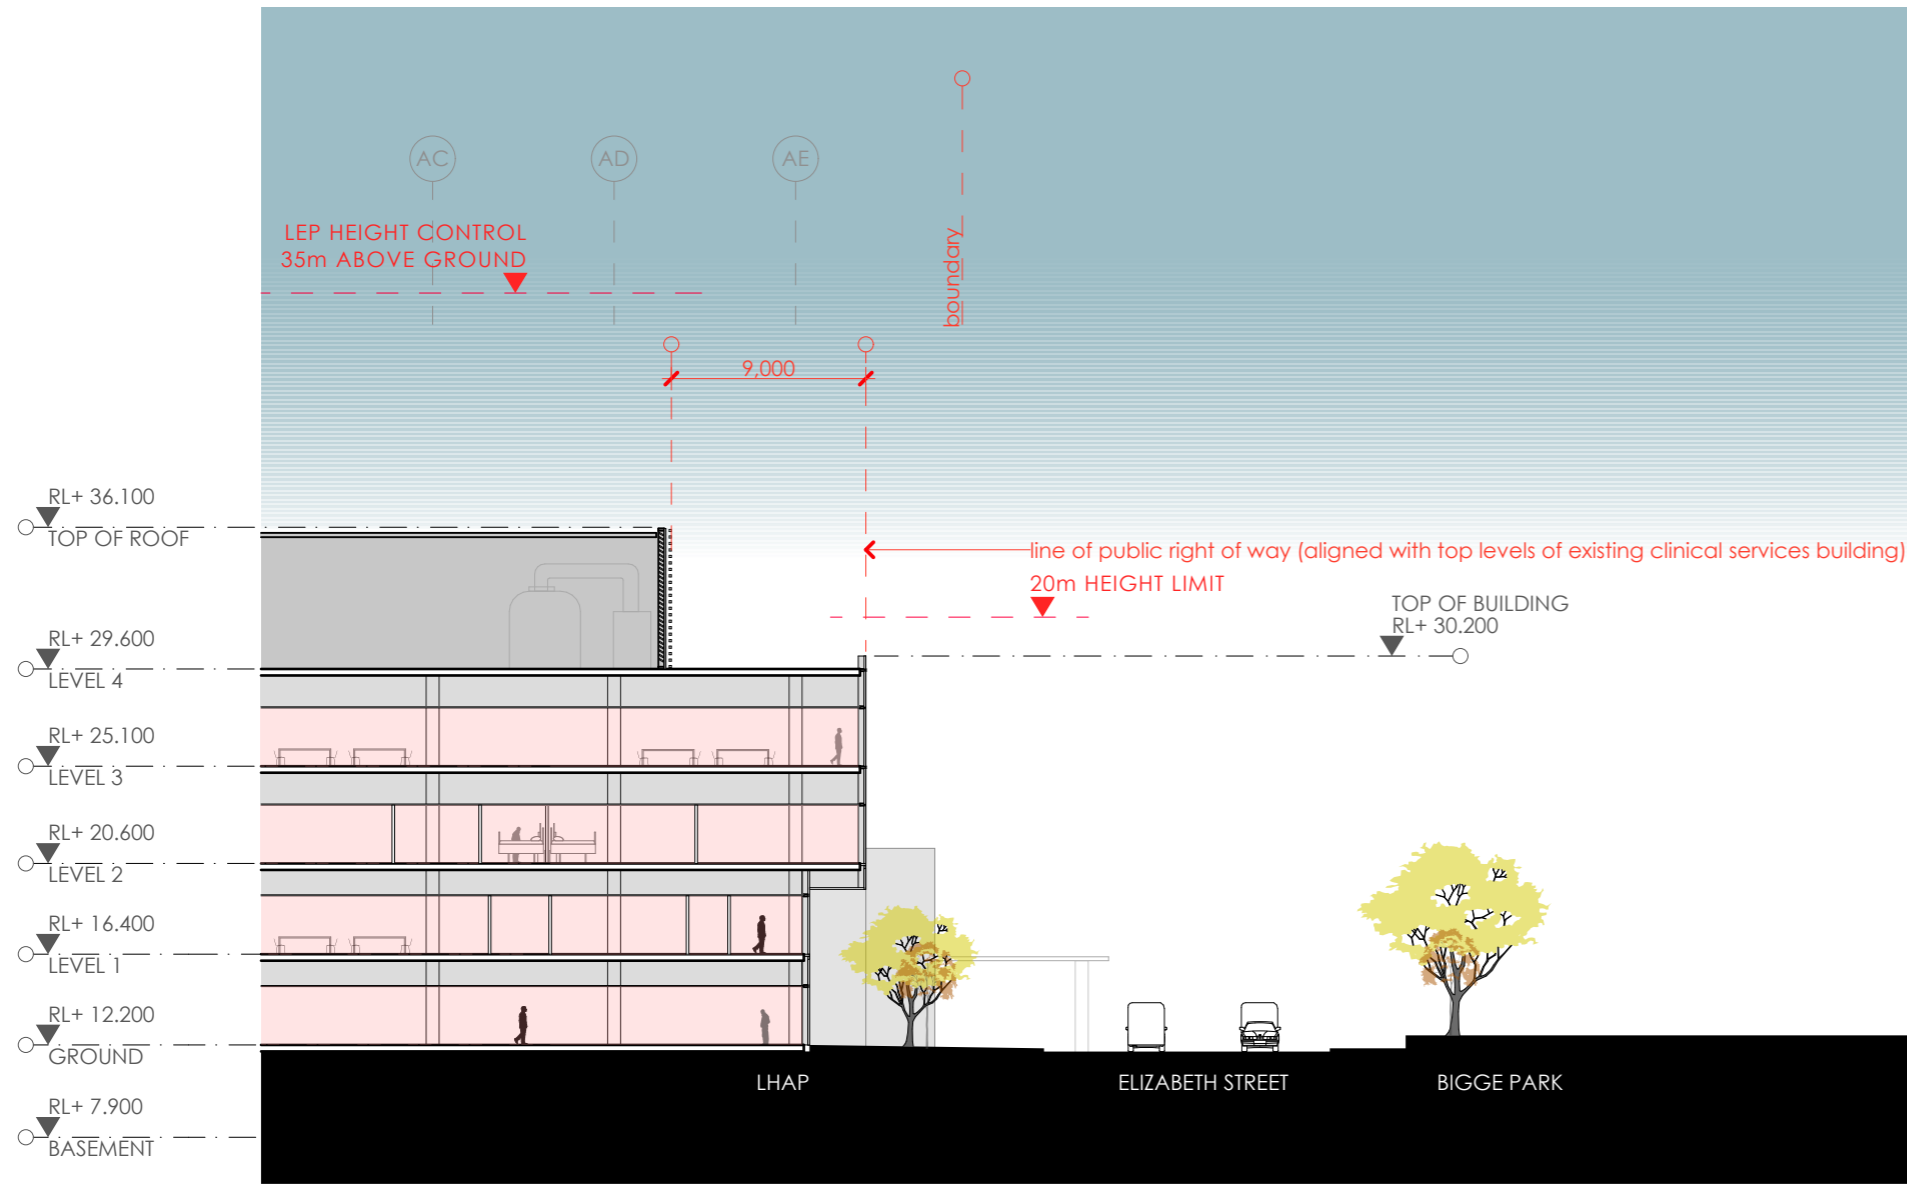 AC
AD
AE
LEP HEIGHT CONTROL
35m ABOVE GROUND
boundary
9,000
RL+ 36.100
TOP OF ROOF
line of public right of way (aligned with top levels of existing clinical services building)
20m HEIGHT LIMIT
TOP OF BUILDING
RL+ 30.200
RL+ 29.600
LEVEL 4
RL+ 25.100
LEVEL 3
RL+ 20.600
LEVEL 2
RL+ 16.400
LEVEL 1
RL+ 12.200
GROUND
LHAP
ELIZABETH STREET
BIGGE PARK
RL+ 7.900
BASEMENT